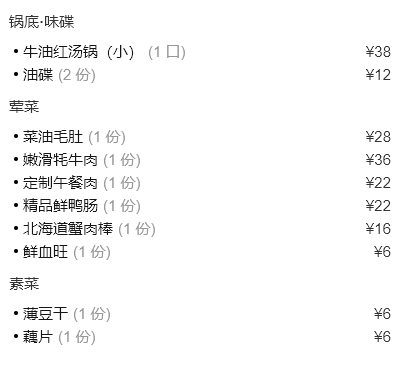 锅底·味碟
• 牛油红汤锅（小） (1 口) ¥38
• 油碟 (2 份) ¥12
荤菜
• 菜油毛肚 (1 份) ¥28
• 嫩滑牦牛肉 (1 份) ¥36
• 定制午餐肉 (1 份) ¥22
• 精品鲜鸭肠 (1 份) ¥22
• 北海道蟹肉棒 (1 份) ¥16
• 鲜血旺 (1 份) ¥6
素菜
• 薄豆干 (1 份) ¥6
• 藕片 (1 份) ¥6